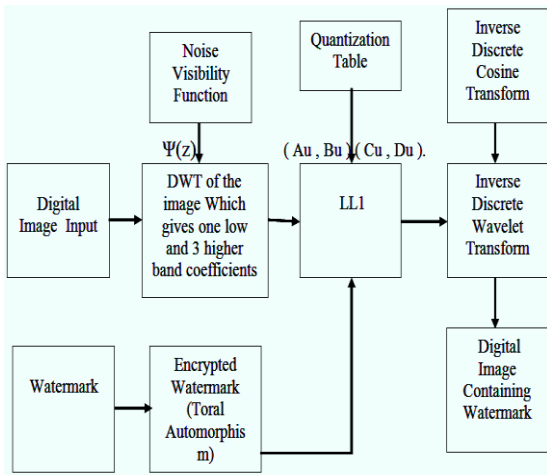 Noise
Visibility
Function
Quantization
Table
Inverse
Discrete
Cosine
Transform
Ψ(z)
( Au , Bu ) ( Cu , Du ).
Digital
Image Input
DWT of the
image Which
gives one low
and 3 higher
band coefficients
LL1
Inverse
Discrete
Wavelet
Transform
Watermark
Encrypted
Watermark
(Toral
Automorphis
m)
Digital
Image
Containing
Watermark